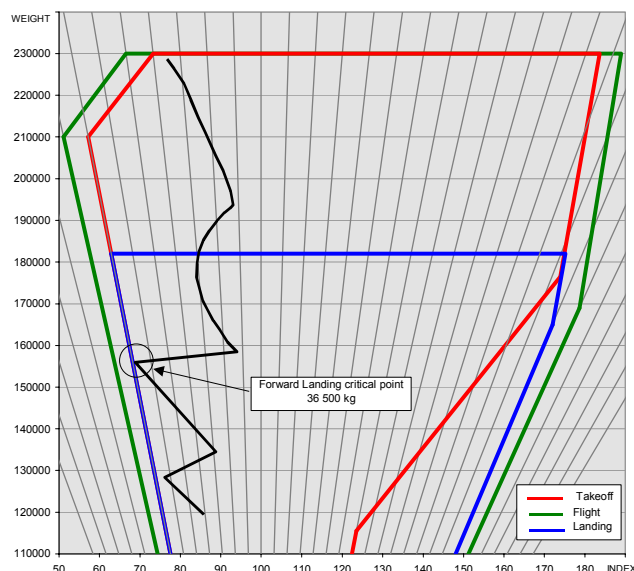 WEIGHT
230000
220000
210000
200000
190000
180000
170000
160000
150000
140000
130000
120000
110000
Forward Landing critical point
36 500 kg
Takeoff
Flight
Landing
50 60 70 80 90 100 110 120 130 140 150 160 170 180 INDEX